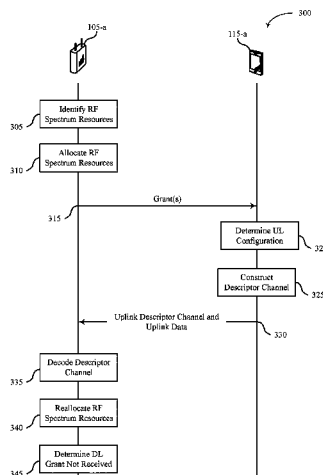 300
105-a
115-a
Identify RF
Spectrum Resources
305
Allocate RF
Spectrum Resources
310
Grant(s)
315
Determine UL
Configuration
32
Construct
Descriptor Channel
325
Uplink Descriptor Channel and
Uplink Data
330
Decode Descriptor
Channel
335
Reallocate RF
Spectrum Resources
340
Determine DL
Grant Not Received
345